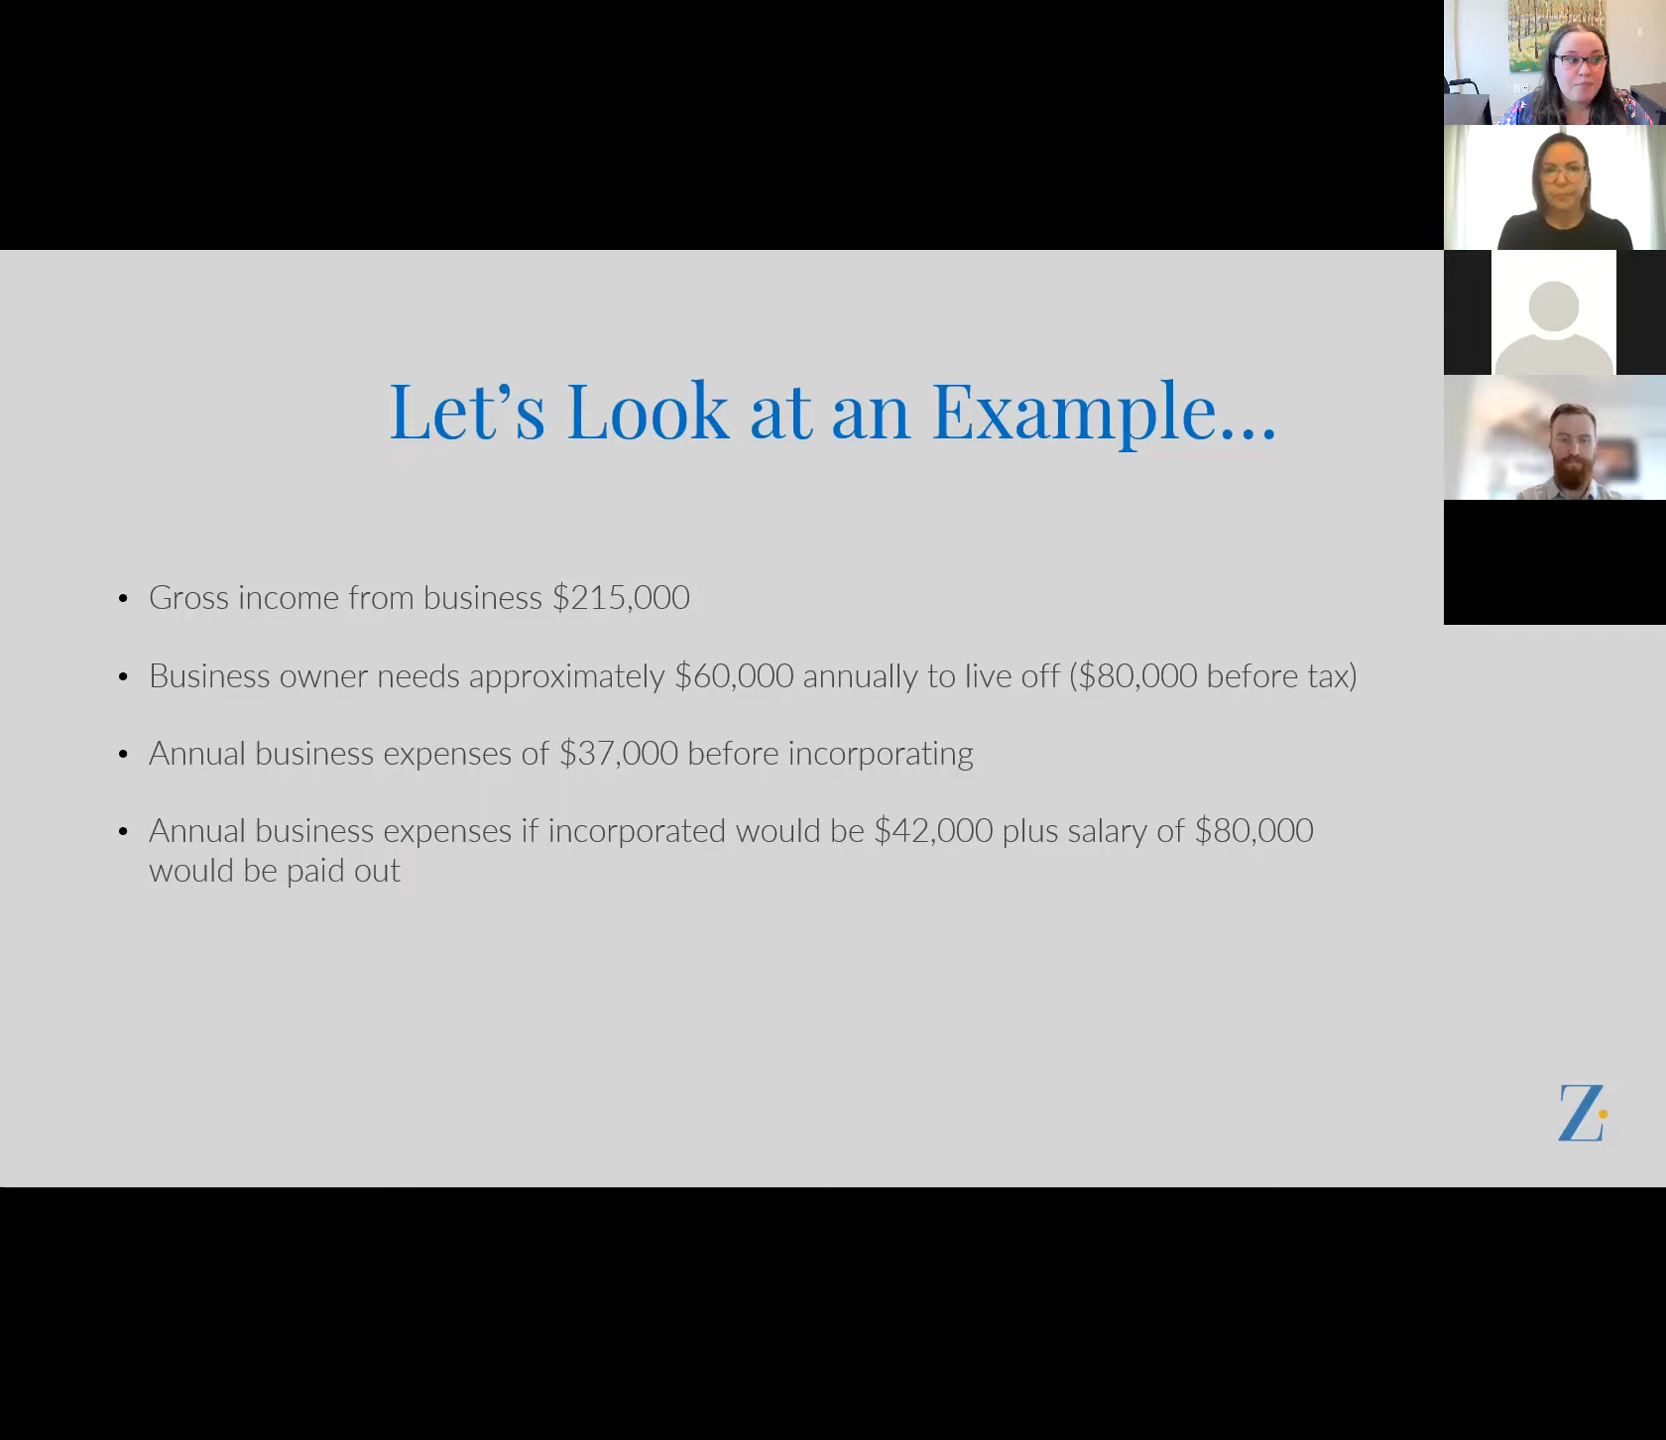 Let’s Look at an Example...
• Gross income from business $215,000
• Business owner needs approximately $60,000 annually to live off ($80,000 before tax)
• Annual business expenses of $37,000 before incorporating
• Annual business expenses if incorporated would be $42,000 plus salary of $80,000
would be paid out
Z